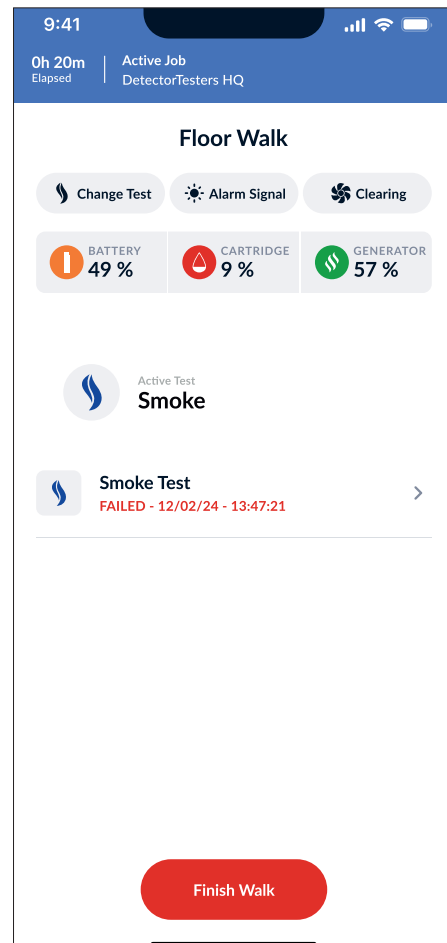 9:41
0h 20m
Elapsed
Active Job
DetectorTesters HQ
Floor Walk
Change Test
Alarm Signal
Clearing
BATTERY
49 %
CARTRIDGE
9 %
GENERATOR
57 %
Active Test
Smoke
Smoke Test
FAILED - 12/02/24 - 13:47:21
Finish Walk